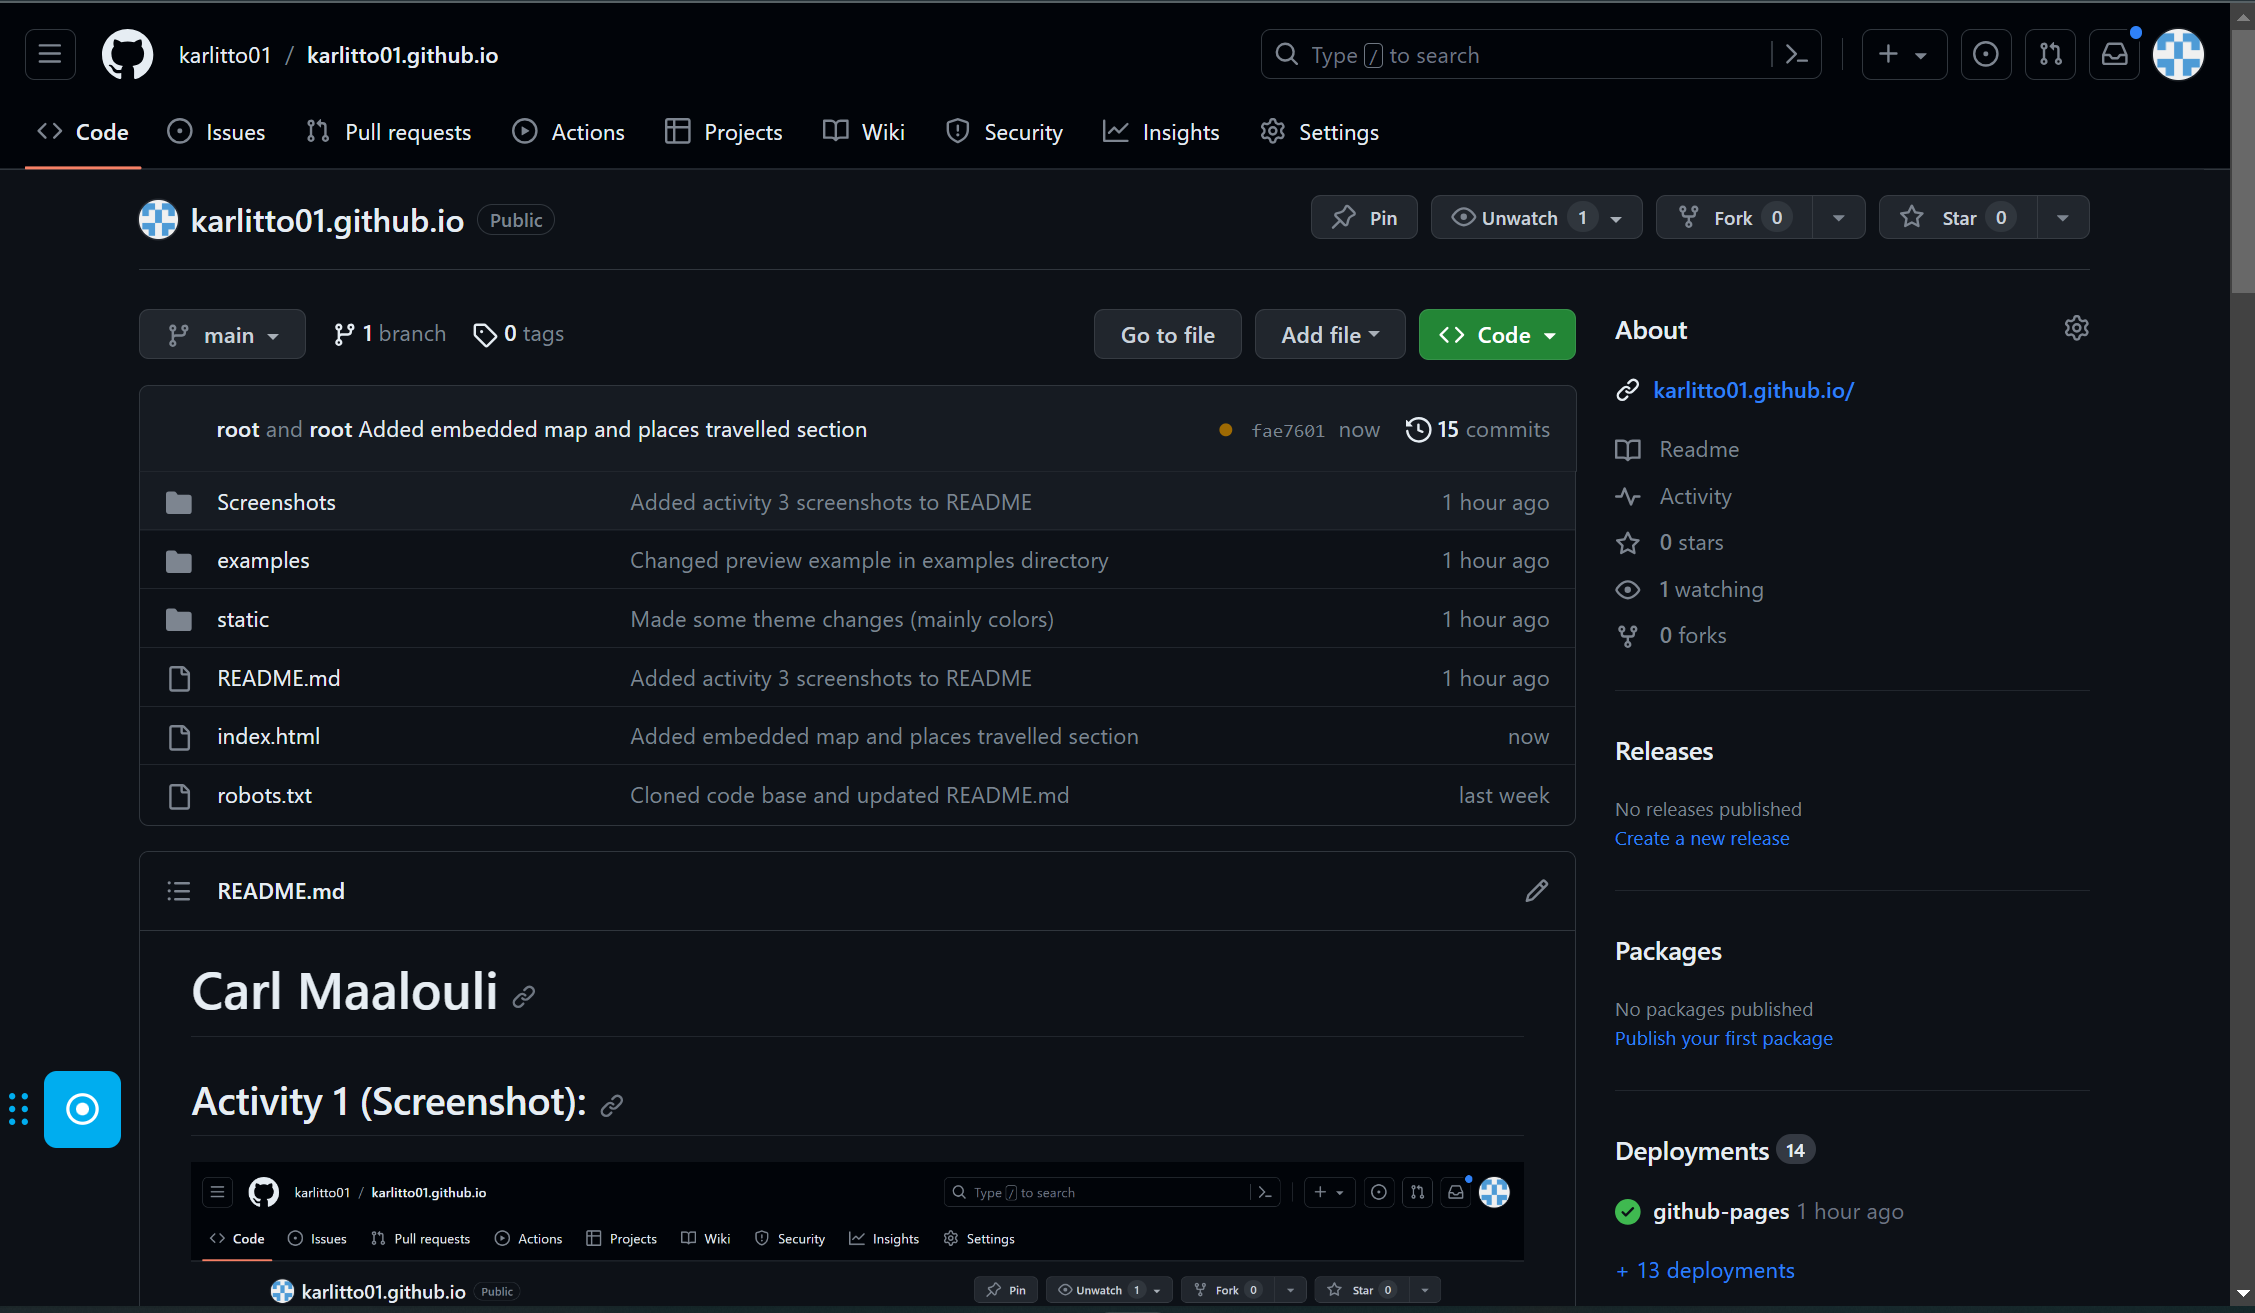 karlitto01 / karlitto01.github.io
Type / to search
Code Issues Pull requests Actions Projects Wiki Security Insights Settings
karlitto01.github.io Public
Pin Unwatch 1 Fork 0 Star 0
main 1 branch 0 tags Go to file Add file Code
root and root Added embedded map and places travelled section fae7601 now 15 commits
Screenshots Added activity 3 screenshots to README 1 hour ago
examples Changed preview example in examples directory 1 hour ago
static Made some theme changes (mainly colors) 1 hour ago
README.md Added activity 3 screenshots to README 1 hour ago
index.html Added embedded map and places travelled section now
robots.txt Cloned code base and updated README.md last week
README.md
Carl Maalouli
Activity 1 (Screenshot):
karlitto01 / karlitto01.github.io Type / to search
Code Issues Pull requests Actions Projects Wiki Security Insights Settings
karlitto01.github.io Public Pin Unwatch 1 Fork 0 Star 0
About
karlitto01.github.io/
Readme
Activity
0 stars
1 watching
0 forks
Releases
No releases published
Create a new release
Packages
No packages published
Publish your first package
Deployments 14
github-pages 1 hour ago
+ 13 deployments